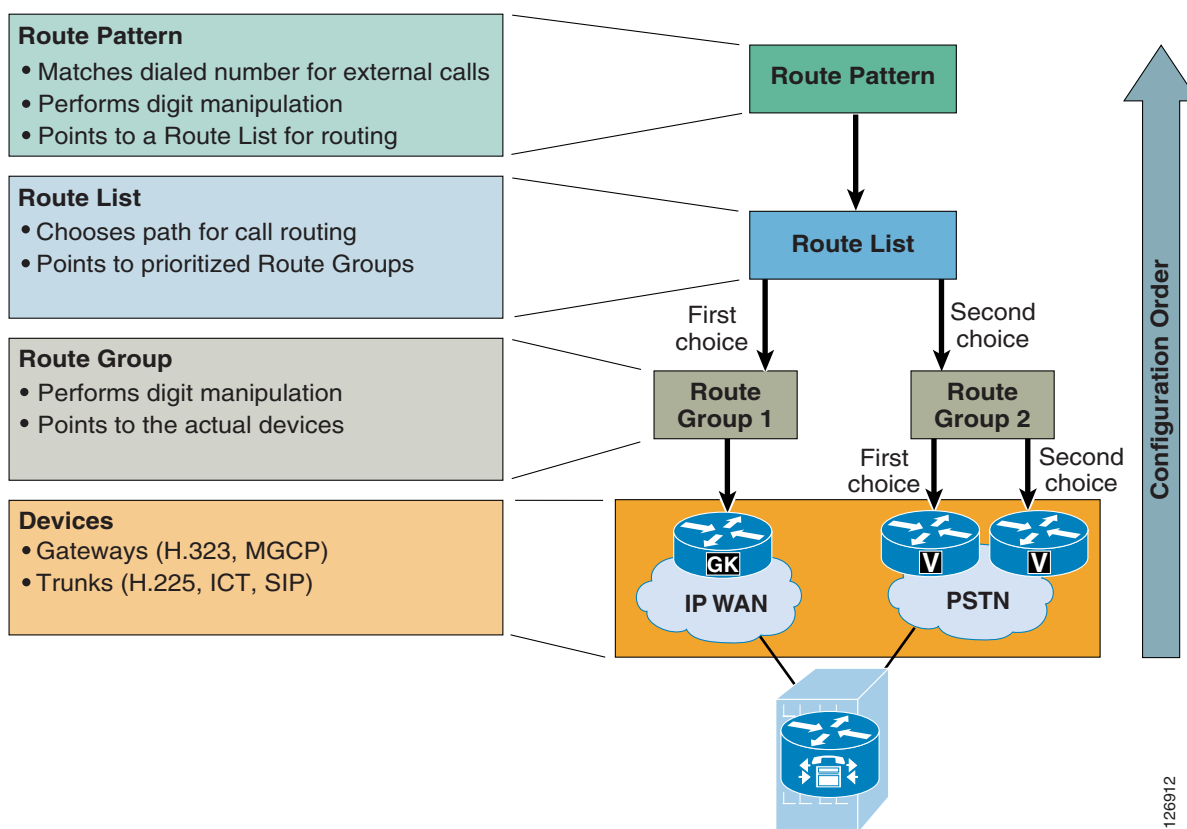 Route Pattern
• Matches dialed number for external calls
• Performs digit manipulation
• Points to a Route List for routing
Route List
• Chooses path for call routing
• Points to prioritized Route Groups
Route Group
• Performs digit manipulation
• Points to the actual devices
Devices
• Gateways (H.323, MGCP)
• Trunks (H.225, ICT, SIP)
Route Pattern
Route List
First
choice
Second
choice
Route
Group 1
Route
Group 2
First
choice
Second
choice
GK
IP WAN
V
V
PSTN
Configuration Order
126912